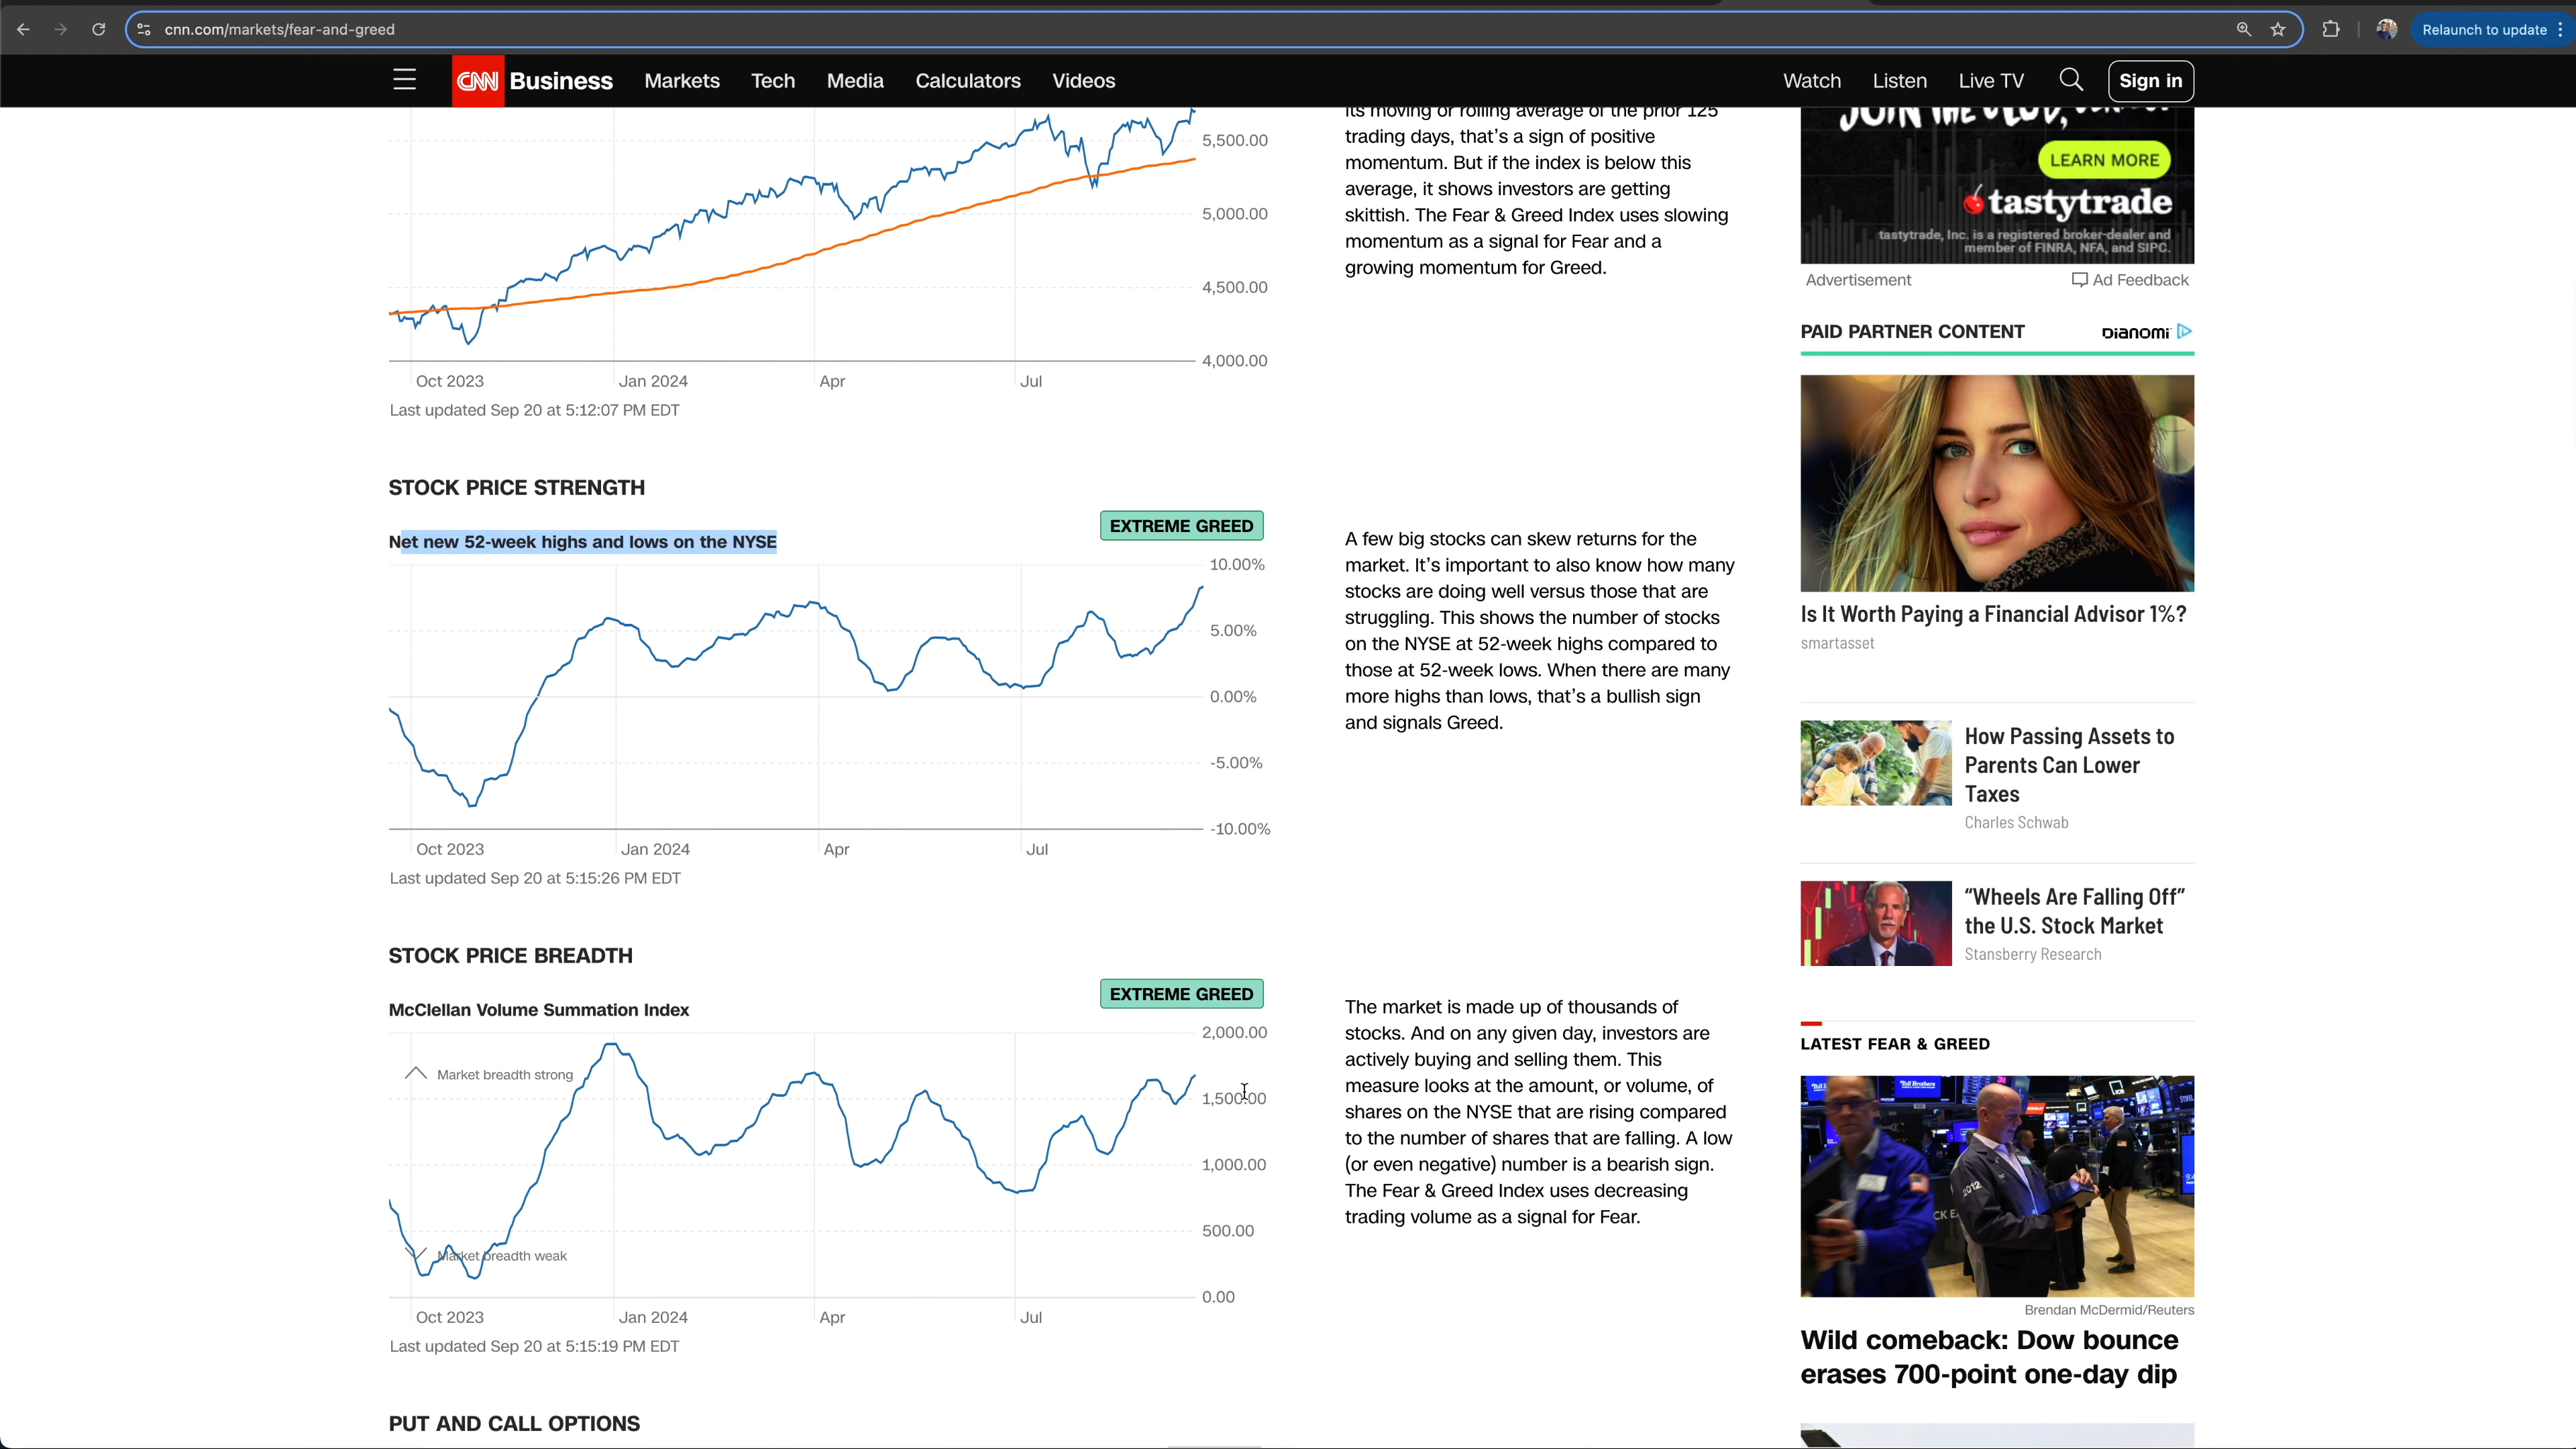 cnn.com/markets/fear-and-greed
Relaunch to update
CNN Business
Markets
Tech
Media
Calculators
Videos
Watch
Listen
Live TV
Sign in
5,500.00
5,000.00
4,500.00
4,000.00
Oct 2023
Jan 2024
Apr
Jul
Last updated Sep 20 at 5:12:07 PM EDT
its moving or rolling average of the prior 125
trading days, that's a sign of positive
momentum. But if the index is below this
average, it shows investors are getting
skittish. The Fear & Greed Index uses slowing
momentum as a signal for Fear and a
growing momentum for Greed.
STOCK PRICE STRENGTH
EXTREME GREED
Net new 52-week highs and lows on the NYSE
10.00%
5.00%
0.00%
-5.00%
-10.00%
Oct 2023
Jan 2024
Apr
Jul
Last updated Sep 20 at 5:15:26 PM EDT
A few big stocks can skew returns for the
market. It's important to also know how many
stocks are doing well versus those that are
struggling. This shows the number of stocks
on the NYSE at 52-week highs compared to
those at 52-week lows. When there are many
more highs than lows, that's a bullish sign
and signals Greed.
STOCK PRICE BREADTH
EXTREME GREED
McClellan Volume Summation Index
2,000.00
Market breadth strong
1,500.00
1,000.00
500.00
Market breadth weak
0.00
Oct 2023
Jan 2024
Apr
Jul
Last updated Sep 20 at 5:15:19 PM EDT
The market is made up of thousands of
stocks. And on any given day, investors are
actively buying and selling them. This
measure looks at the amount, or volume, of
shares on the NYSE that are rising compared
to the number of shares that are falling. A low
(or even negative) number is a bearish sign.
The Fear & Greed Index uses decreasing
trading volume as a signal for Fear.
PUT AND CALL OPTIONS
JOIN THE CLUB,
LEARN MORE
tastytrade
tastytrade, Inc. is a registered broker-dealer and
member of FINRA, NFA, and SIPC.
Advertisement
Ad Feedback
PAID PARTNER CONTENT
DIANOMI
Is It Worth Paying a Financial Advisor 1%?
smartasset
How Passing Assets to
Parents Can Lower
Taxes
Charles Schwab
“Wheels Are Falling Off”
the U.S. Stock Market
Stansberry Research
LATEST FEAR & GREED
Brendan McDermid/Reuters
Wild comeback: Dow bounce
erases 700-point one-day dip